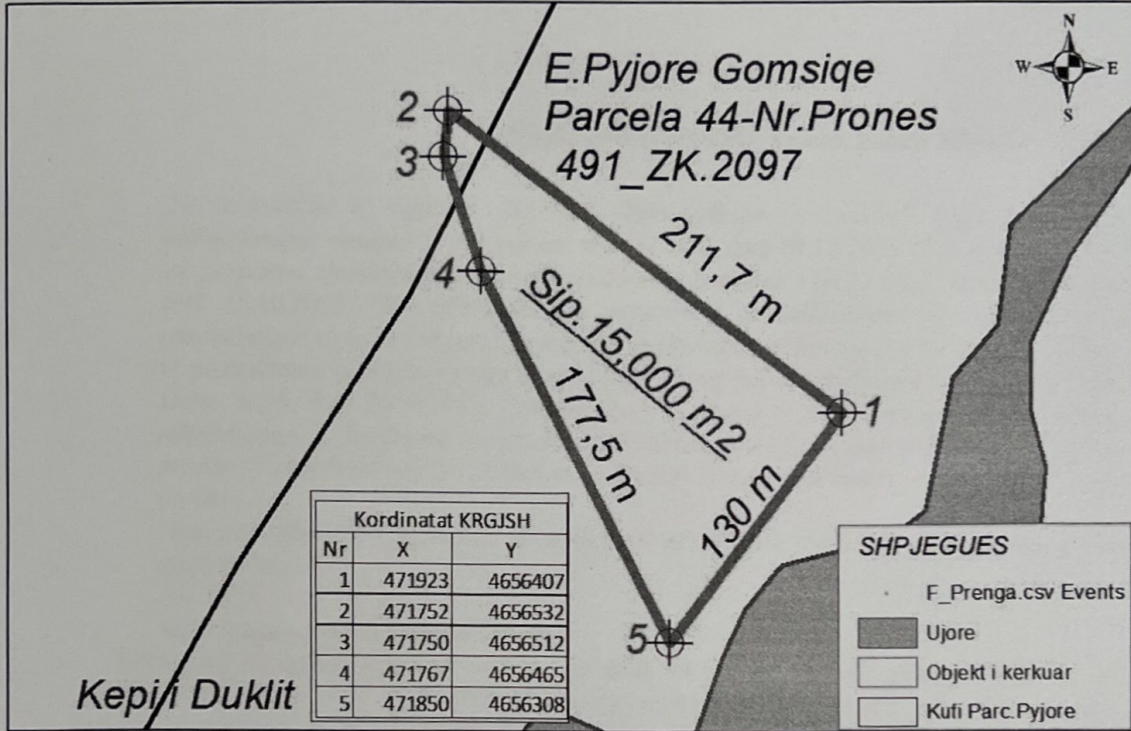 N
W E
S
E.Pyjore Gomsiqe
Parcela 44-Nr.Prones
491_ZK.2097
2
3
4
211,7 m
Sip.15,000 m2
177,5 m
1
130 m
5
Kordinatat KRGJSH
Nr X Y
1 471923 4656407
2 471752 4656532
3 471750 4656512
4 471767 4656465
5 471850 4656308
Kepi i Duklit
SHPJEGUES
F_Prenga.csv Events
Ujore
Objekt i kerkuar
Kufi Parc.Pyjore